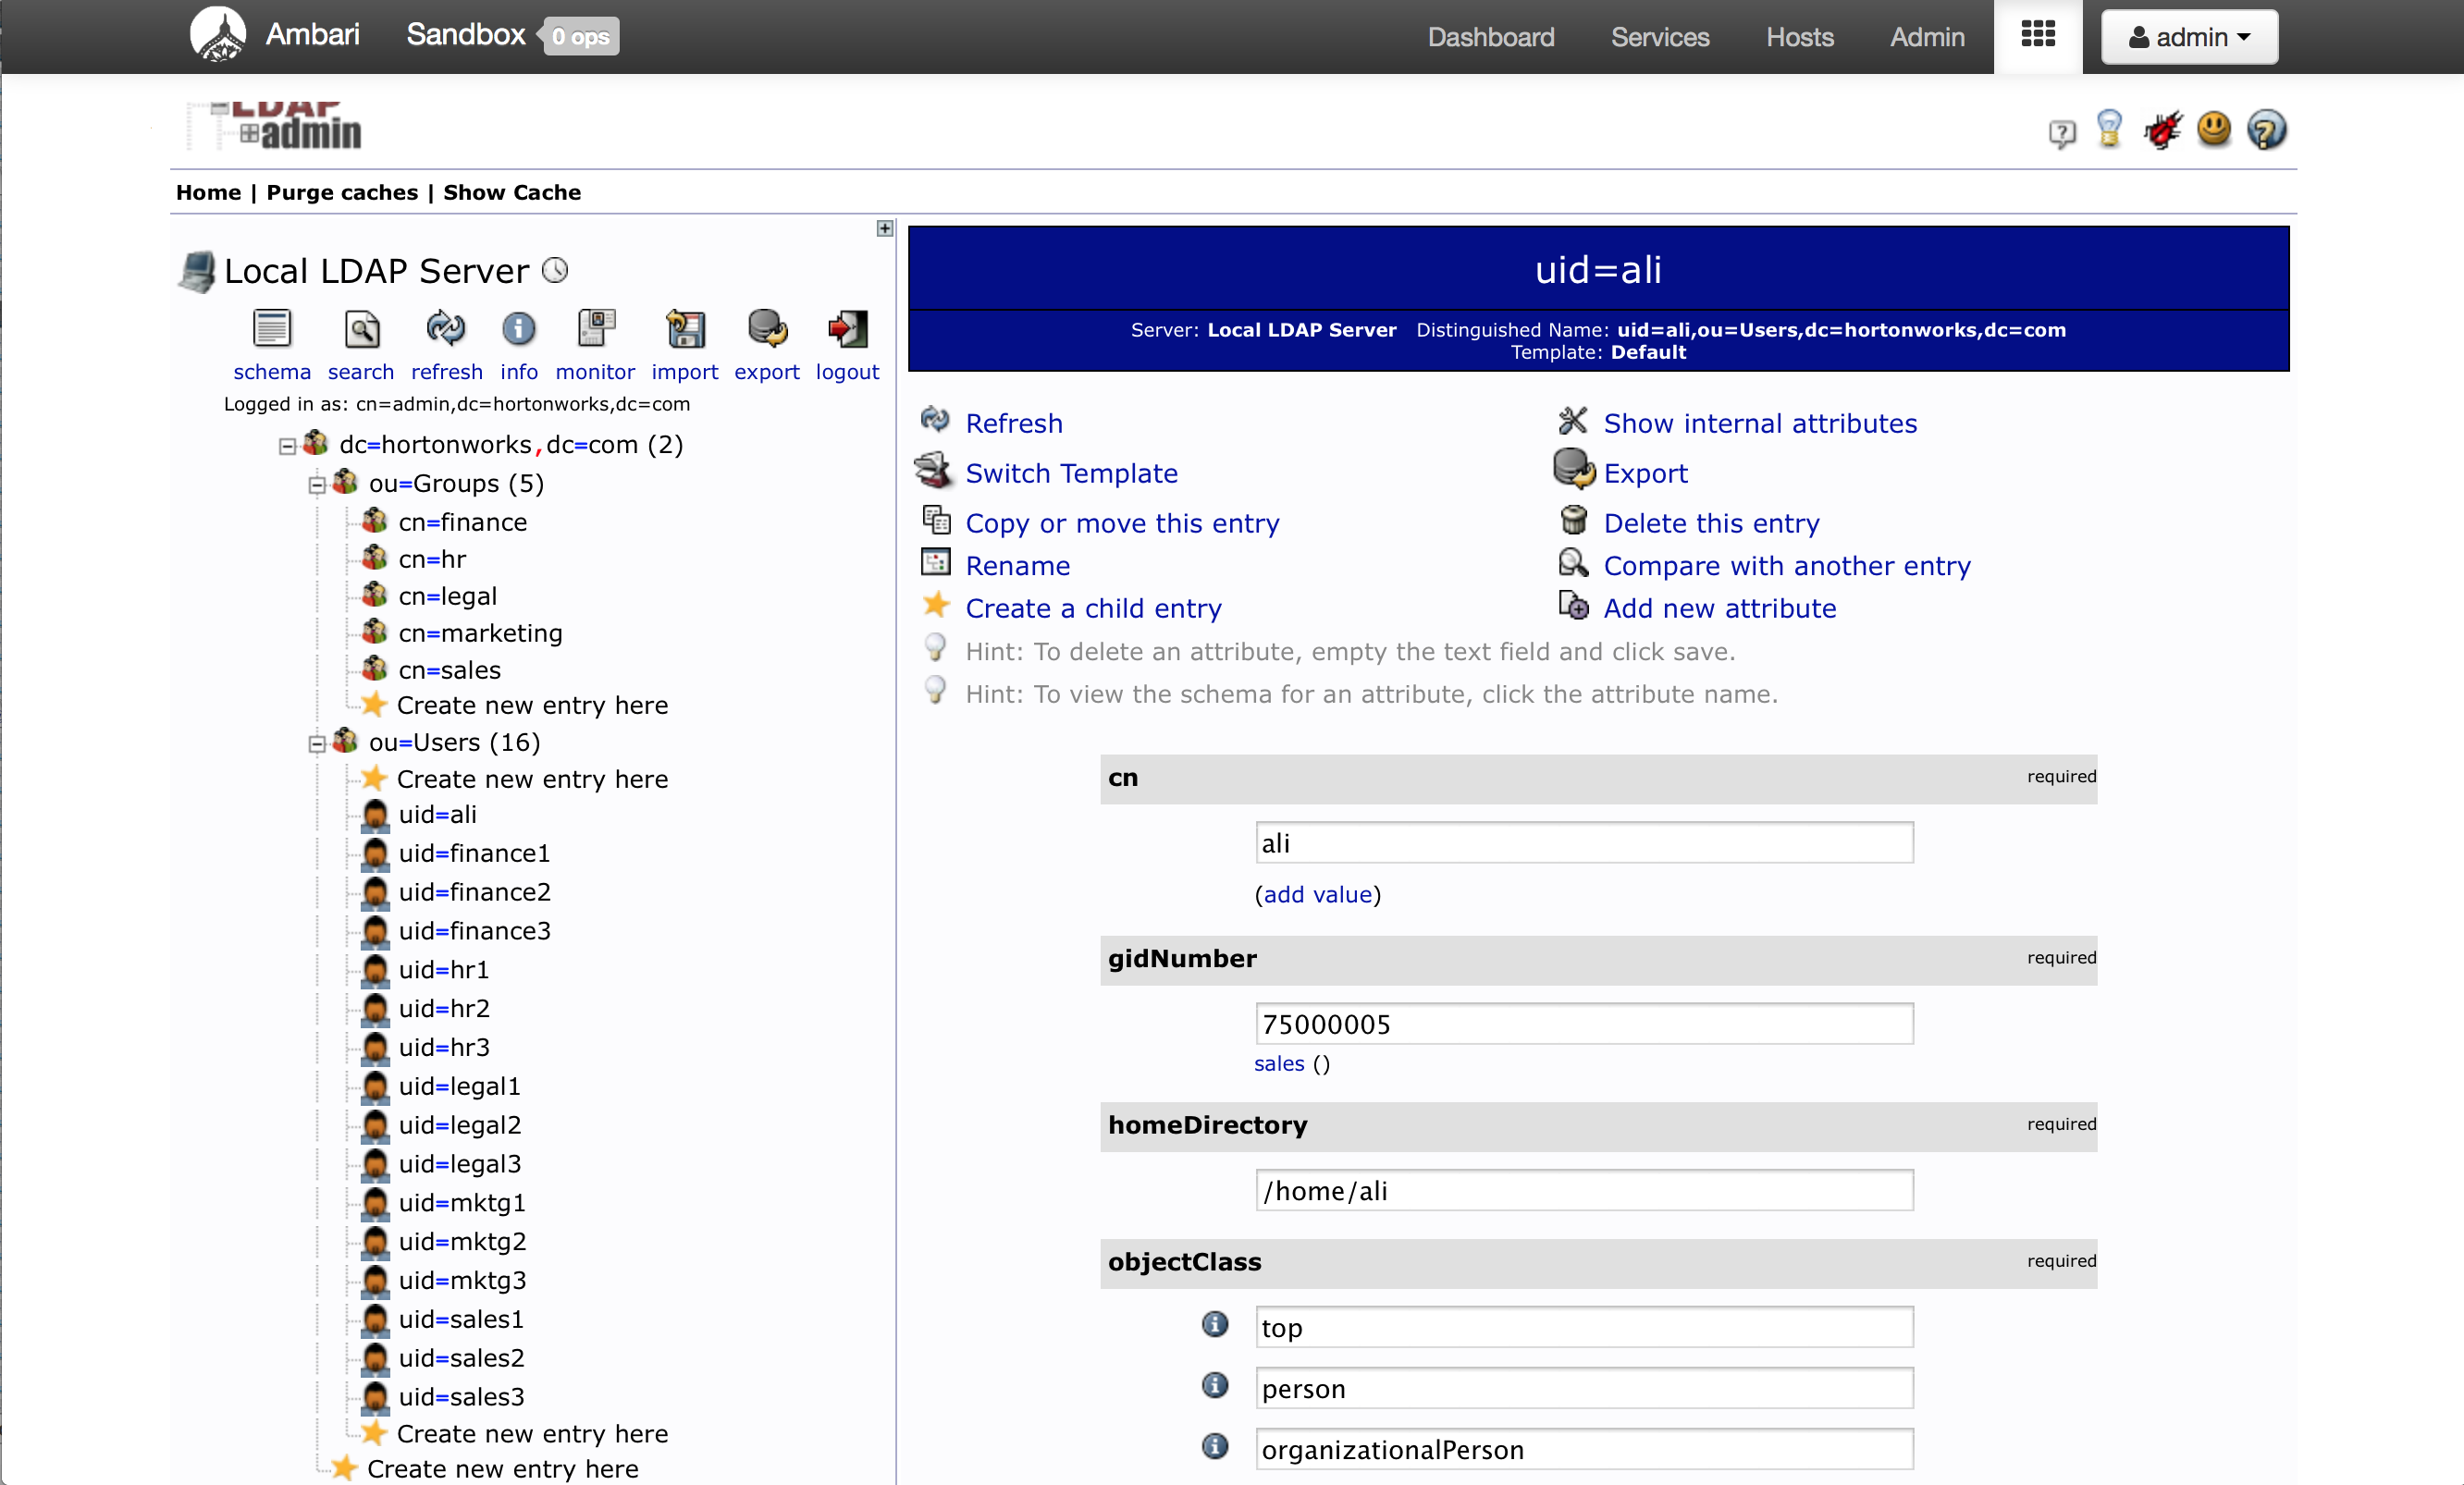 Ambari Sandbox 0 ops Dashboard Services Hosts Admin admin
LDAP
admin
Home | Purge caches | Show Cache
Local LDAP Server
schema search refresh info monitor import export logout
Logged in as: cn=admin,dc=hortonworks,dc=com
dc=hortonworks,dc=com (2)
ou=Groups (5)
cn=finance
cn=hr
cn=legal
cn=marketing
cn=sales
Create new entry here
ou=Users (16)
Create new entry here
uid=ali
uid=finance1
uid=finance2
uid=finance3
uid=hr1
uid=hr2
uid=hr3
uid=legal1
uid=legal2
uid=legal3
uid=mktg1
uid=mktg2
uid=mktg3
uid=sales1
uid=sales2
uid=sales3
Create new entry here
Create new entry here
uid=ali
Server: Local LDAP Server Distinguished Name: uid=ali,ou=Users,dc=hortonworks,dc=com
Template: Default
Refresh
Show internal attributes
Switch Template
Export
Copy or move this entry
Delete this entry
Rename
Compare with another entry
Create a child entry
Add new attribute
Hint: To delete an attribute, empty the text field and click save.
Hint: To view the schema for an attribute, click the attribute name.
cn required
ali
(add value)
gidNumber required
75000005
sales ()
homeDirectory required
/home/ali
objectClass required
top
person
organizationalPerson